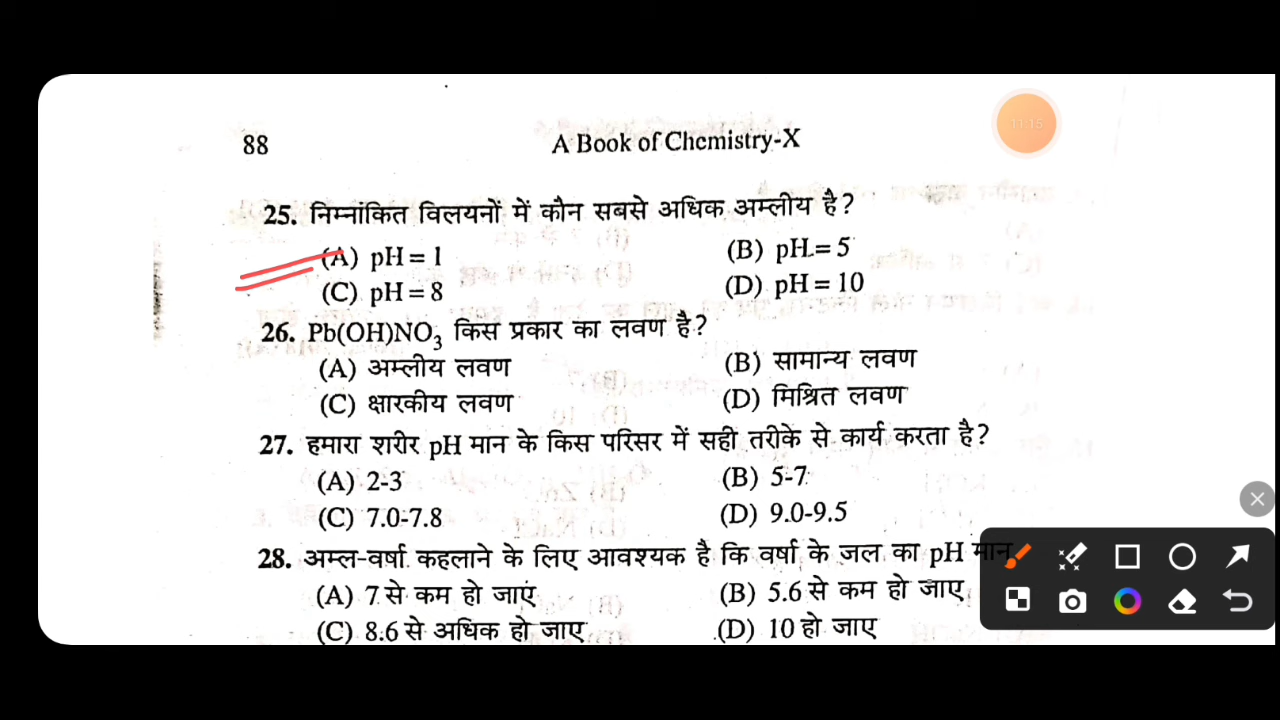 11:15
88 A Book of Chemistry-X
25. निम्नांकित विलयनों में कौन सबसे अधिक अम्लीय है?
(A) pH = 1 (B) pH = 5
(C) pH = 8 (D) pH = 10
26. Pb(OH)NO₃ किस प्रकार का लवण है?
(A) अम्लीय लवण (B) सामान्य लवण
(C) क्षारकीय लवण (D) मिश्रित लवण
27. हमारा शरीर pH मान के किस परिसर में सही तरीके से कार्य करता है?
(A) 2-3 (B) 5-7
(C) 7.0-7.8 (D) 9.0-9.5
28. अम्ल-वर्षा कहलाने के लिए आवश्यक है कि वर्षा के जल का pH मान
(A) 7 से कम हो जाएं (B) 5.6 से कम हो जाए
(C) 8.6 से अधिक हो जाए (D) 10 हो जाए